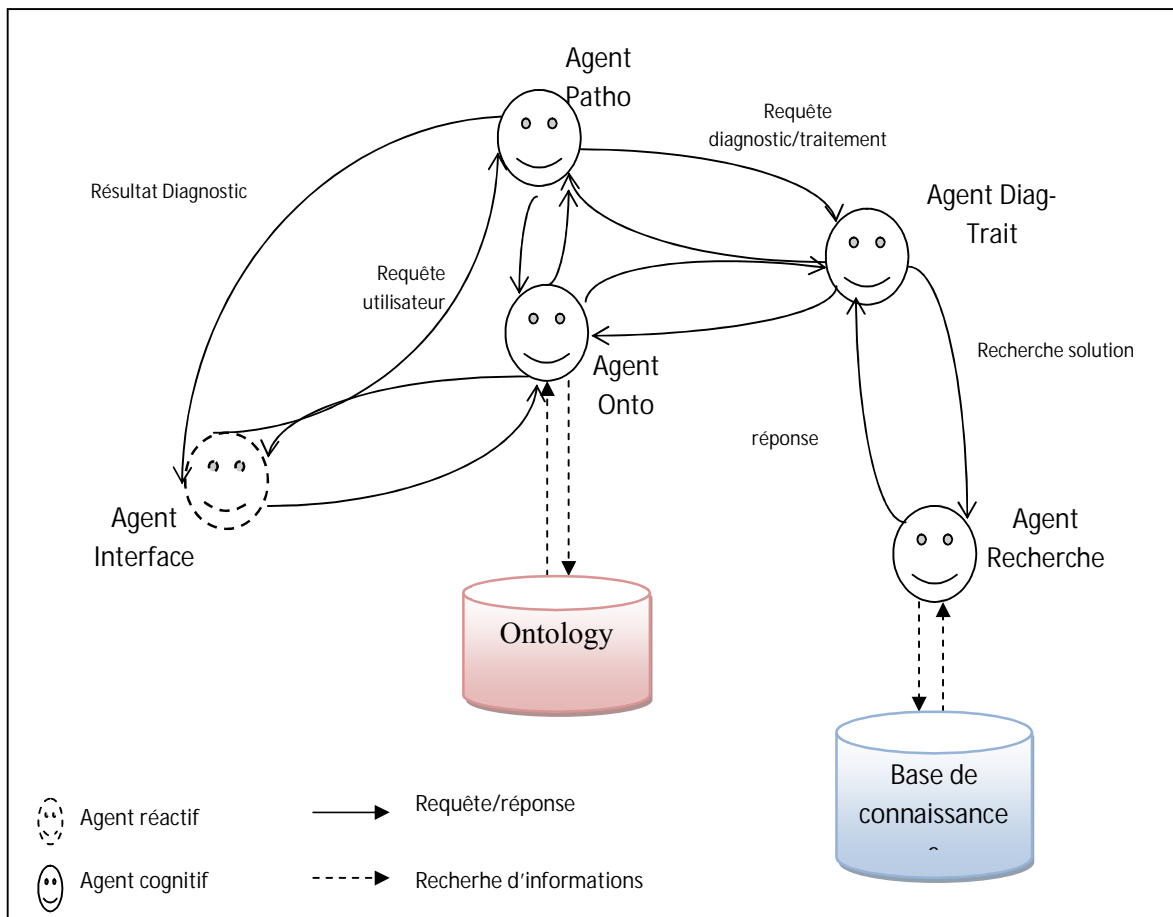 Agent
Patho
Requête
diagnostic/traitement
Résultat Diagnostic
Agent Diag-
Trait
Requête
utilisateur
Recherche solution
Agent
Onto
réponse
Agent
Interface
Agent
Recherche
Ontology
Base de
connaissance
Agent réactif
Requête/réponse
Agent cognitif
Recherhe d'informations